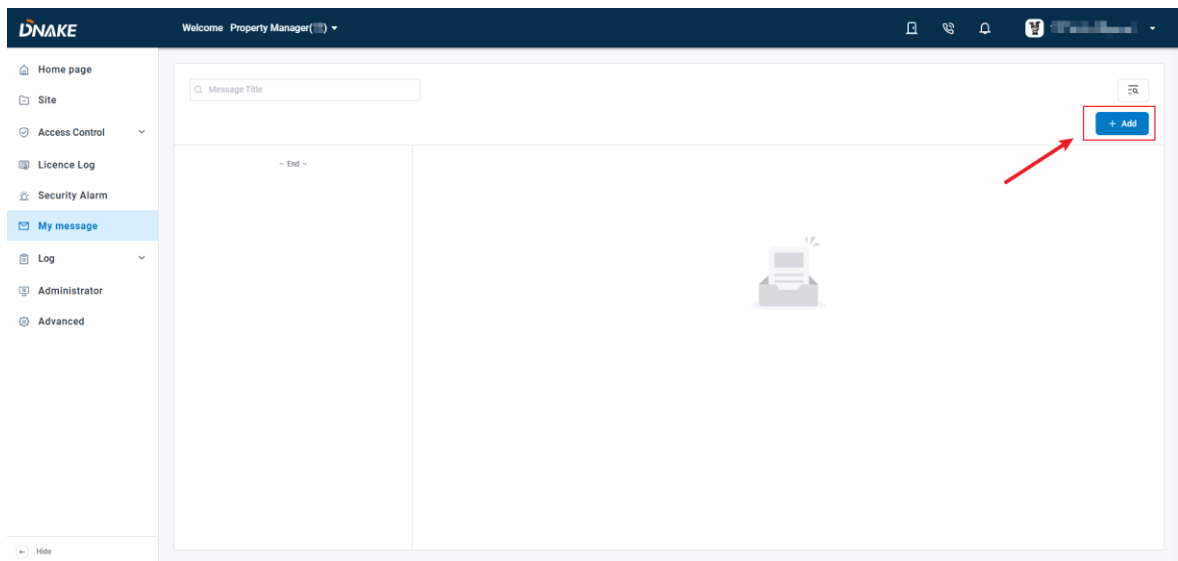 DNAKE
Welcome Property Manager(
)
Home page
Site
Access Control
Licence Log
Security Alarm
My message
Log
Administrator
Advanced
Hide
Message Title
+ Add
~ End ~